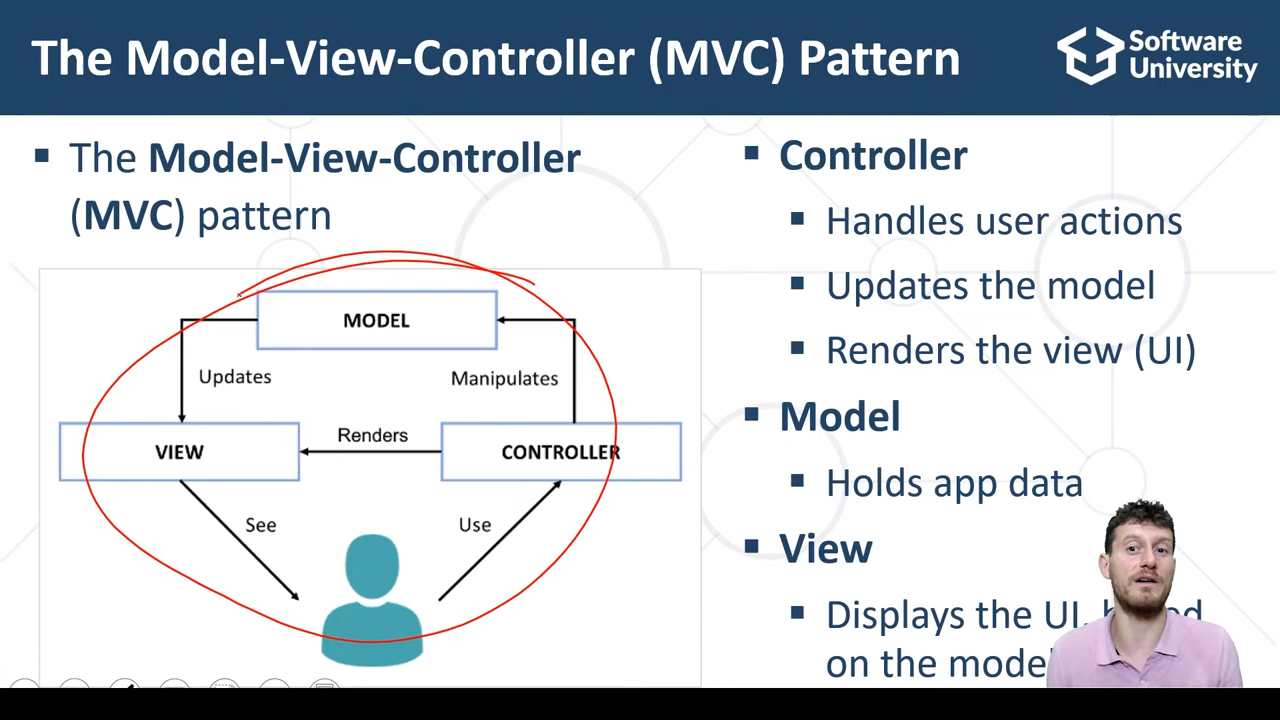 The Model-View-Controller (MVC) Pattern
Software
University
▪ The Model-View-Controller
(MVC) pattern
MODEL
Updates
Manipulates
Renders
VIEW
CONTROLLER
See
Use
▪ Controller
▪ Handles user actions
▪ Updates the model
▪ Renders the view (UI)
▪ Model
▪ Holds app data
▪ View
▪ Displays the UI,
on the